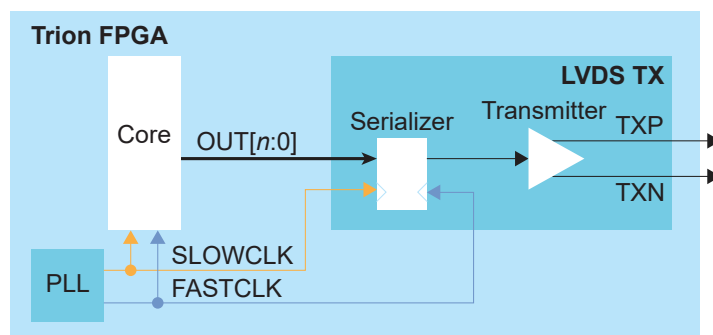 Trion FPGA
LVDS TX
Core
OUT[n:0]
Serializer
Transmitter
TXP
TXN
PLL
SLOWCLK
FASTCLK